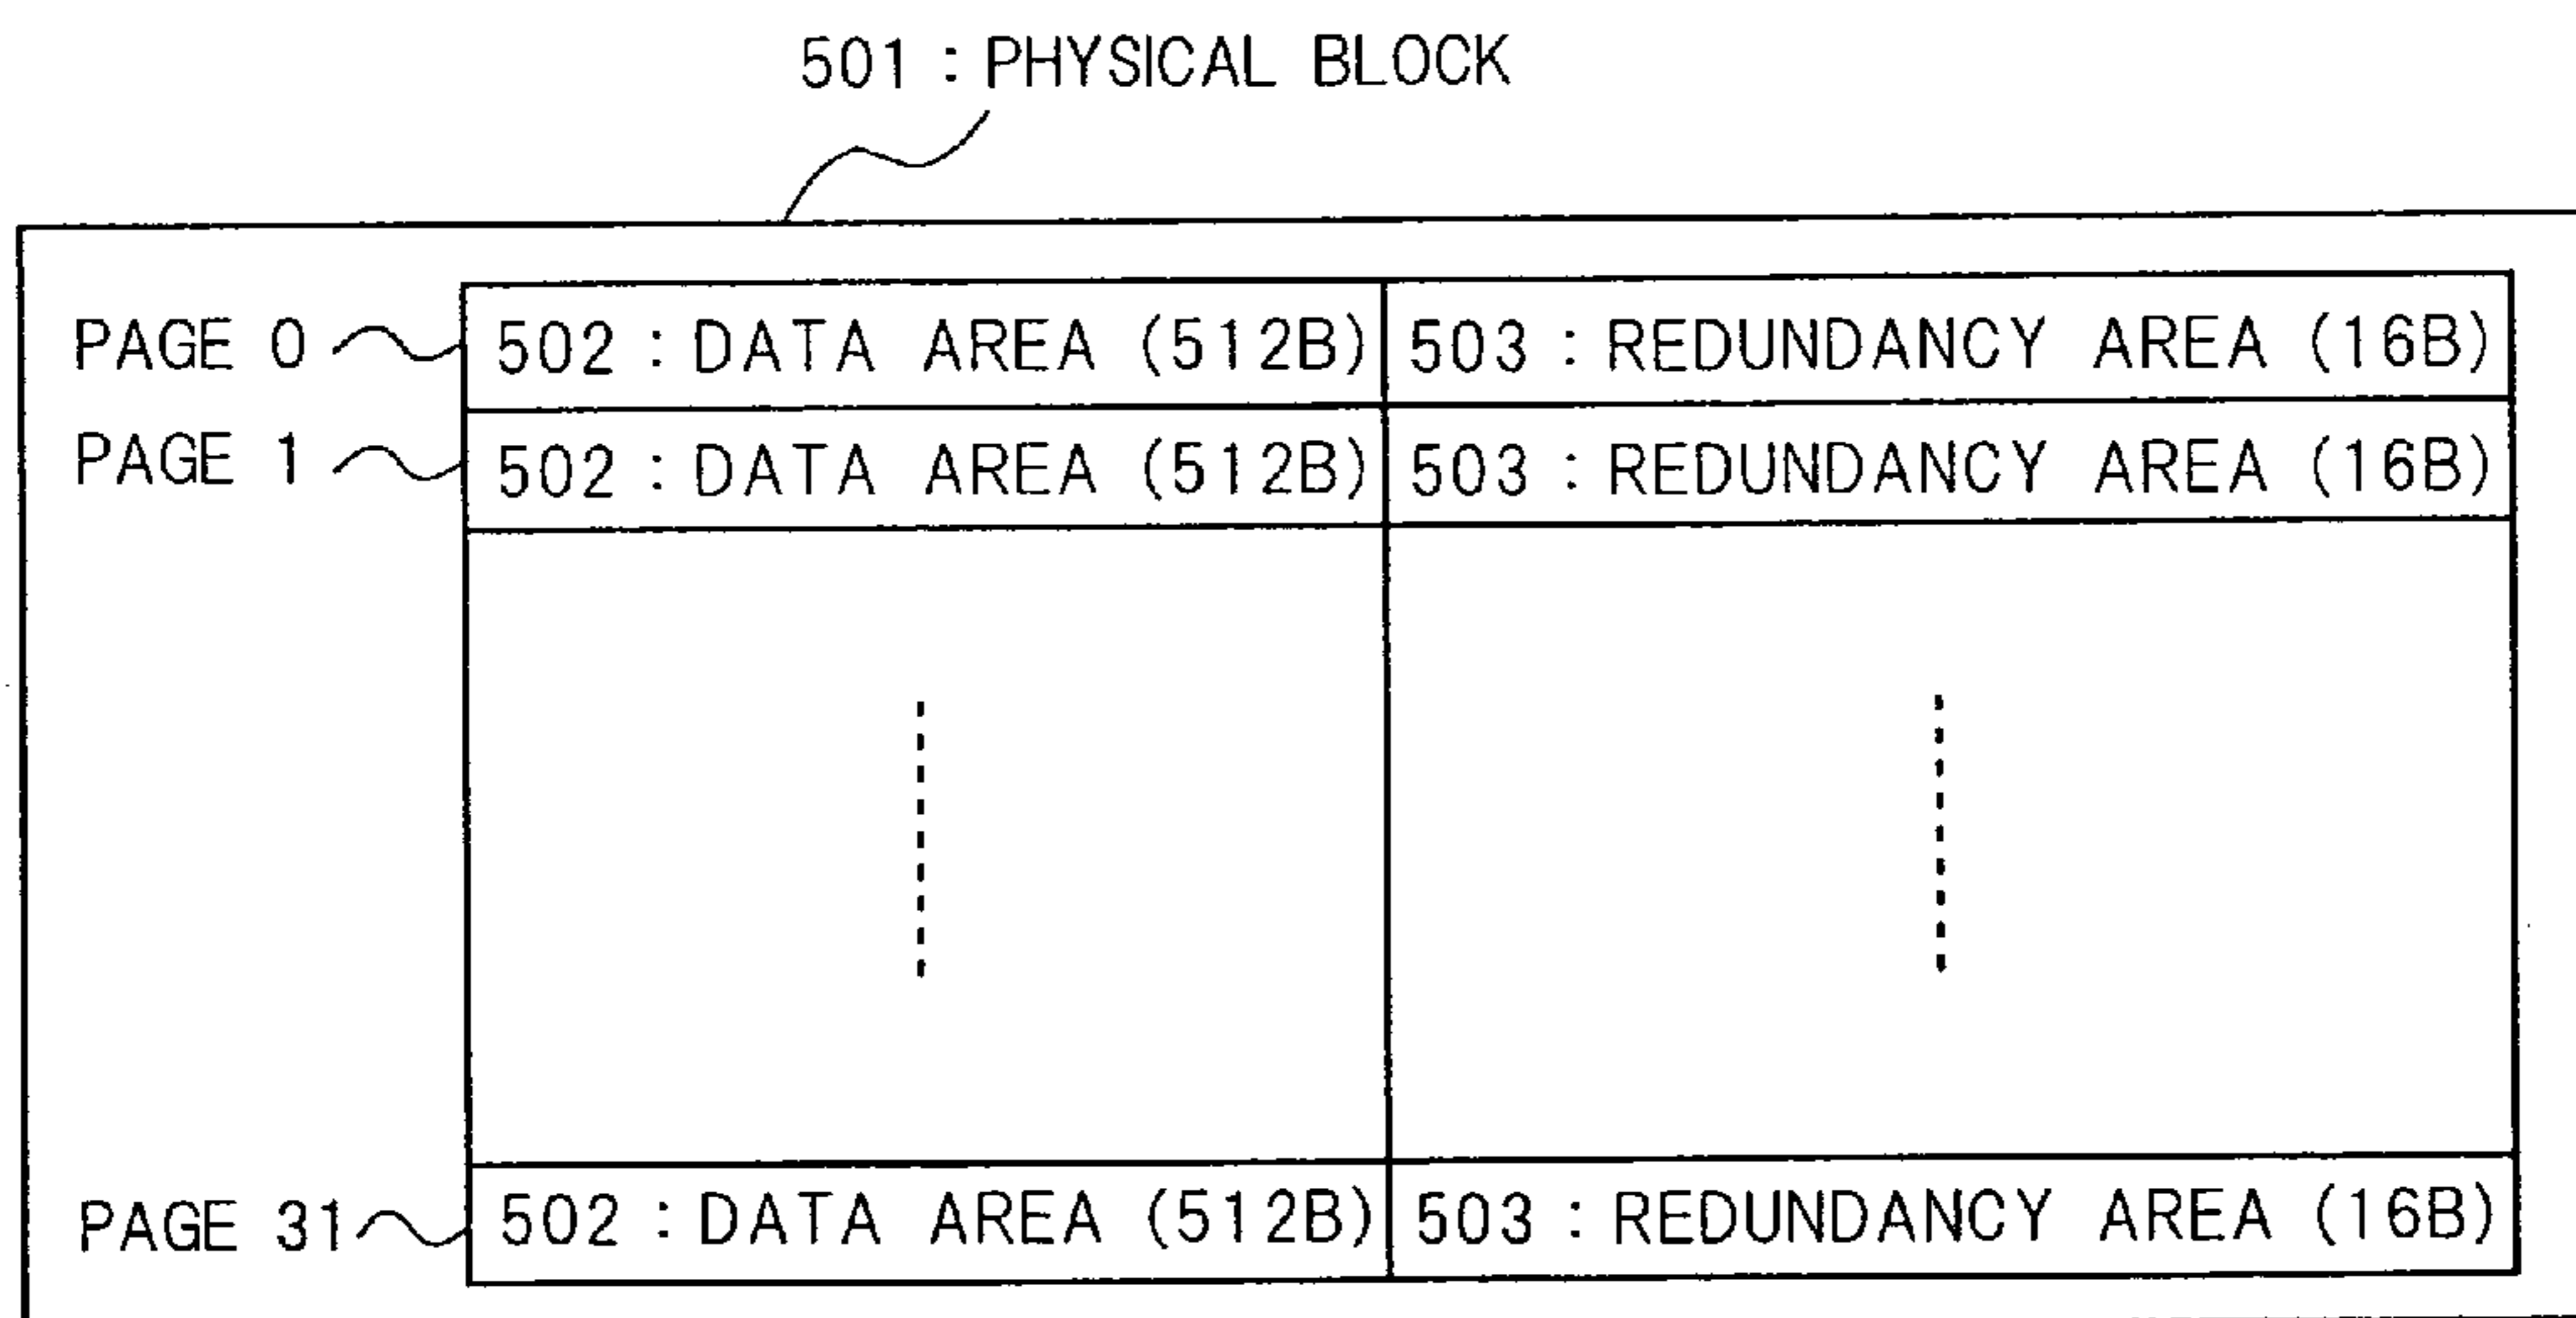 501 : PHYSICAL BLOCK
PAGE 0 502 : DATA AREA (512B) 503 : REDUNDANCY AREA (16B)
PAGE 1 502 : DATA AREA (512B) 503 : REDUNDANCY AREA (16B)
PAGE 31 502 : DATA AREA (512B) 503 : REDUNDANCY AREA (16B)